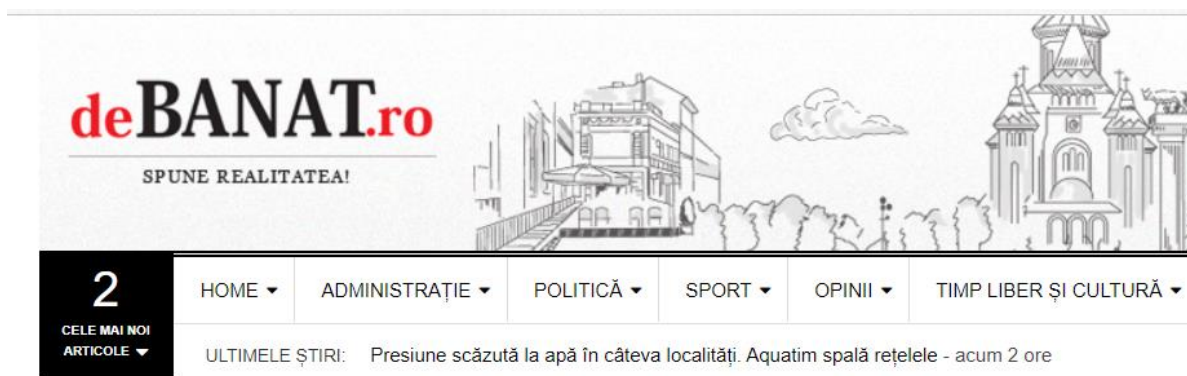 deBANAT.ro
SPUNE REALITATEA!
2
CELE MAI NOI
ARTICOLE
HOME
ADMINISTRAȚIE
POLITICĂ
SPORT
OPINII
TIMP LIBER ȘI CULTURĂ
ULTIMELE ȘTIRI: Presiune scăzută la apă în câteva localități. Aquatim spală rețelele - acum 2 ore